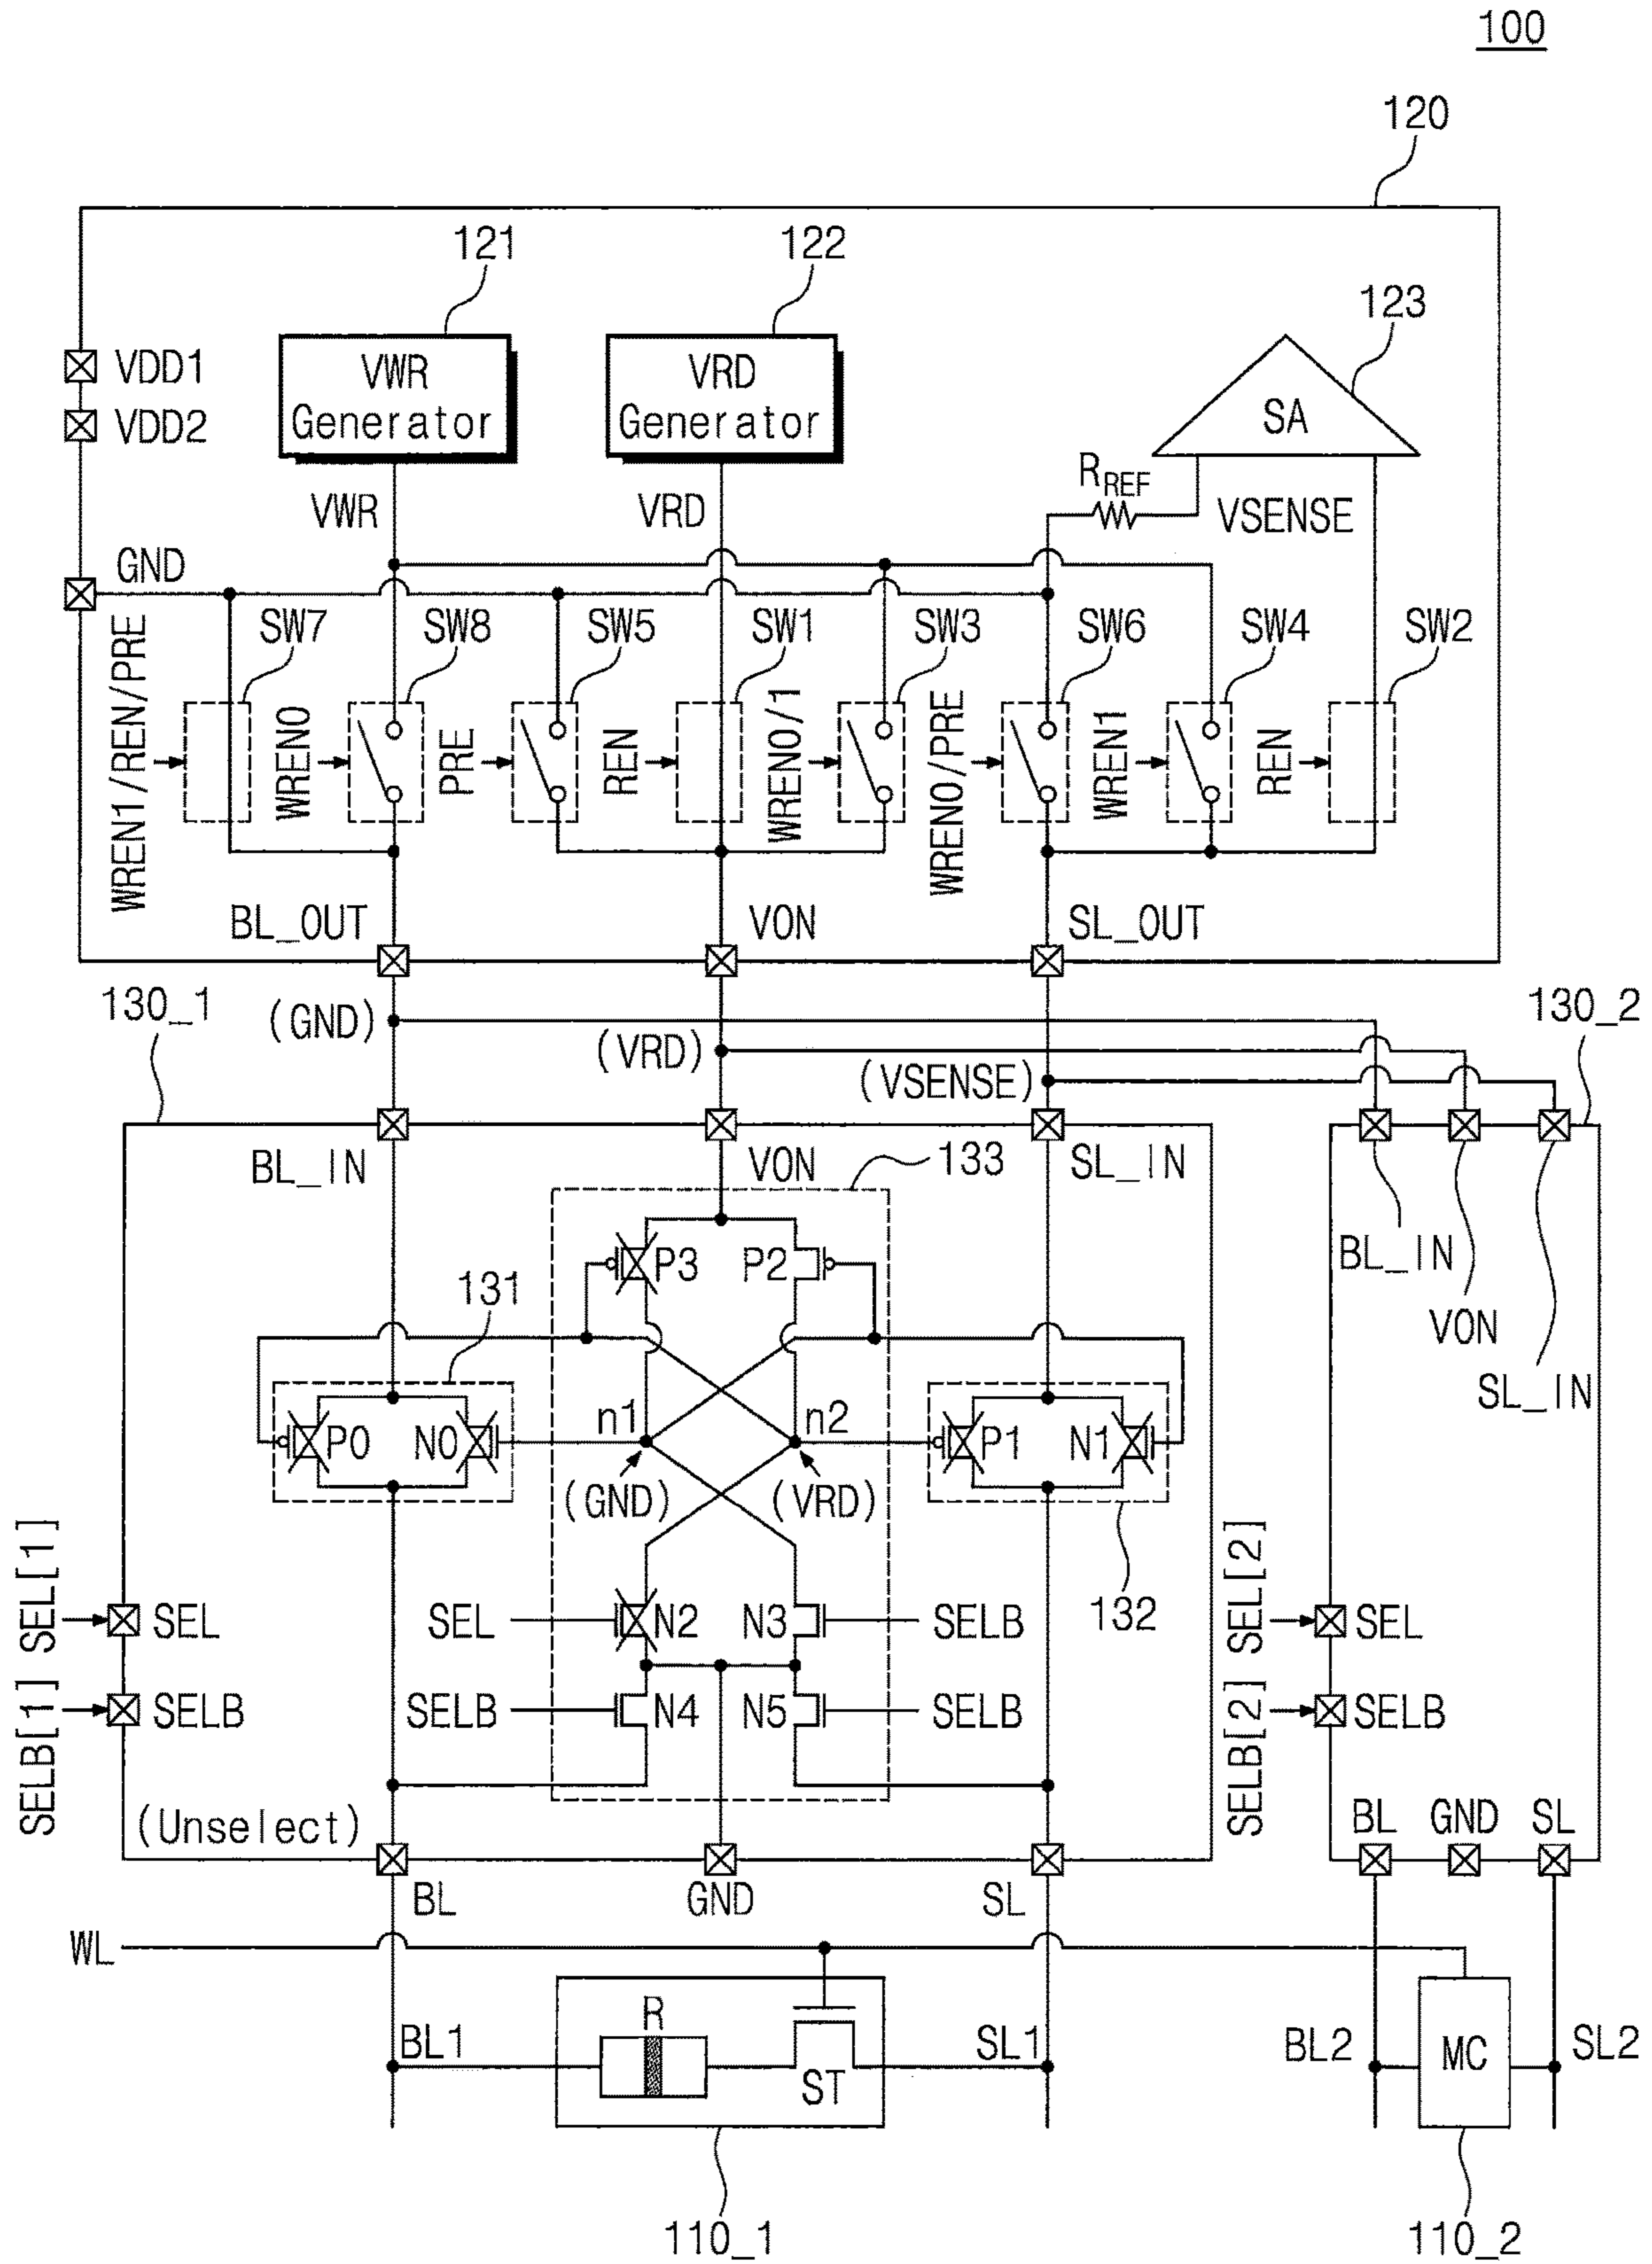 100
120
121
122
123
VDD1
VDD2
VWR
Generator
VRD
Generator
SA
R_REF
VWR
VRD
VSENSE
GND
SW7
SW8
SW5
SW1
SW3
SW6
SW4
SW2
WREN1/REN/PRE
WREN0
PRE
REN
WREN0/1
WREN0/PRE
WREN1
REN
BL_OUT
VON
SL_OUT
130_1
(GND)
(VRD)
(VSENSE)
130_2
BL_IN
VON
133
SL_IN
P3
P2
BL_IN
VON
SL_IN
131
P0
N0
n1
n2
P1
N1
(GND)
(VRD)
132
SEL[1]
SEL
SEL
N2
N3
SELB
SEL[2]
SEL
SELB[1]
SELB
SELB
N4
N5
SELB
SELB[2]
SELB
(Unselect)
BL
GND
SL
BL
GND
SL
WL
R
BL1
ST
SL1
BL2
MC
SL2
110_1
110_2